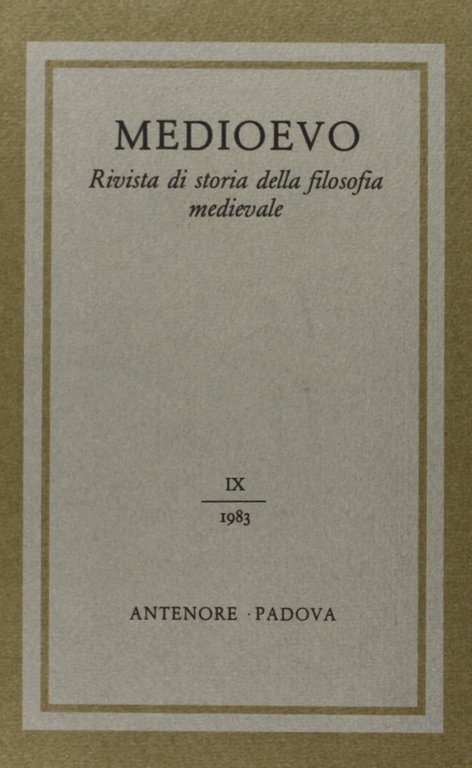 MEDIOEVO
Rivista di storia della filosofia
medievale
IX
1983
ANTENORE · PADOVA